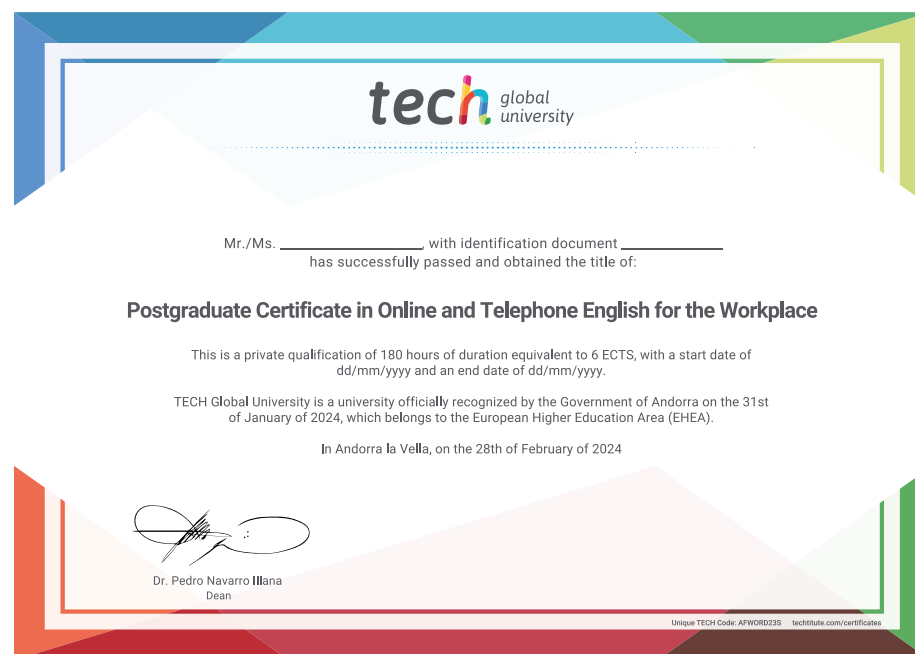 tech global
university
Mr./Ms. ____________, with identification document ____________
has successfully passed and obtained the title of:
Postgraduate Certificate in Online and Telephone English for the Workplace
This is a private qualification of 180 hours of duration equivalent to 6 ECTS, with a start date of
dd/mm/yyyy and an end date of dd/mm/yyyy.
TECH Global University is a university officially recognized by the Government of Andorra on the 31st
of January of 2024, which belongs to the European Higher Education Area (EHEA).
In Andorra la Vella, on the 28th of February of 2024
Dr. Pedro Navarro Illana
Dean
Unique TECH Code: AFWORD23S techtitute.com/certificates